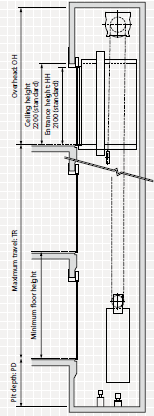 Overhead: OH
Ceiling height
2200 (standard)
Entrance height: HH
2100 (standard)
Maximum travel: TR
Minimum floor height
Pit depth: PD